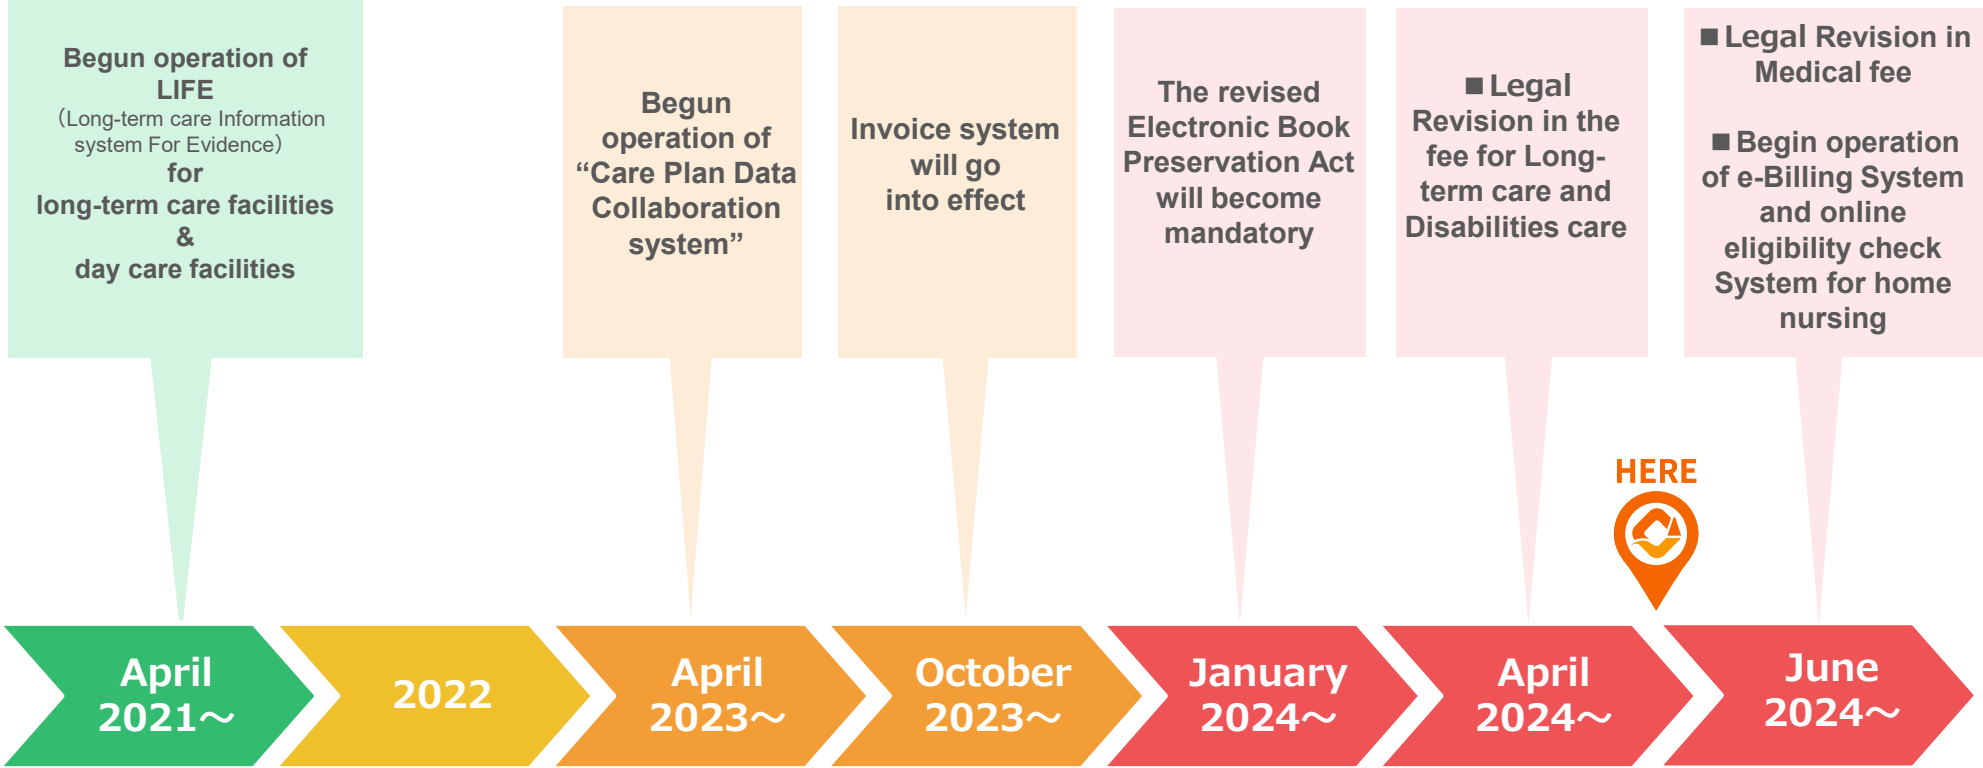 Begun operation of
LIFE
（Long-term care Information
system For Evidence）
for
long-term care facilities
&
day care facilities
Begun
operation of
“Care Plan Data
Collaboration
system”
Invoice system
will go
into effect
The revised
Electronic Book
Preservation Act
will become
mandatory
■ Legal
Revision in the
fee for Long-
term care and
Disabilities care
■ Legal Revision in
Medical fee
■ Begin operation
of e-Billing System
and online
eligibility check
System for home
nursing
HERE
April
2021～
2022
April
2023～
October
2023～
January
2024～
April
2024～
June
2024～